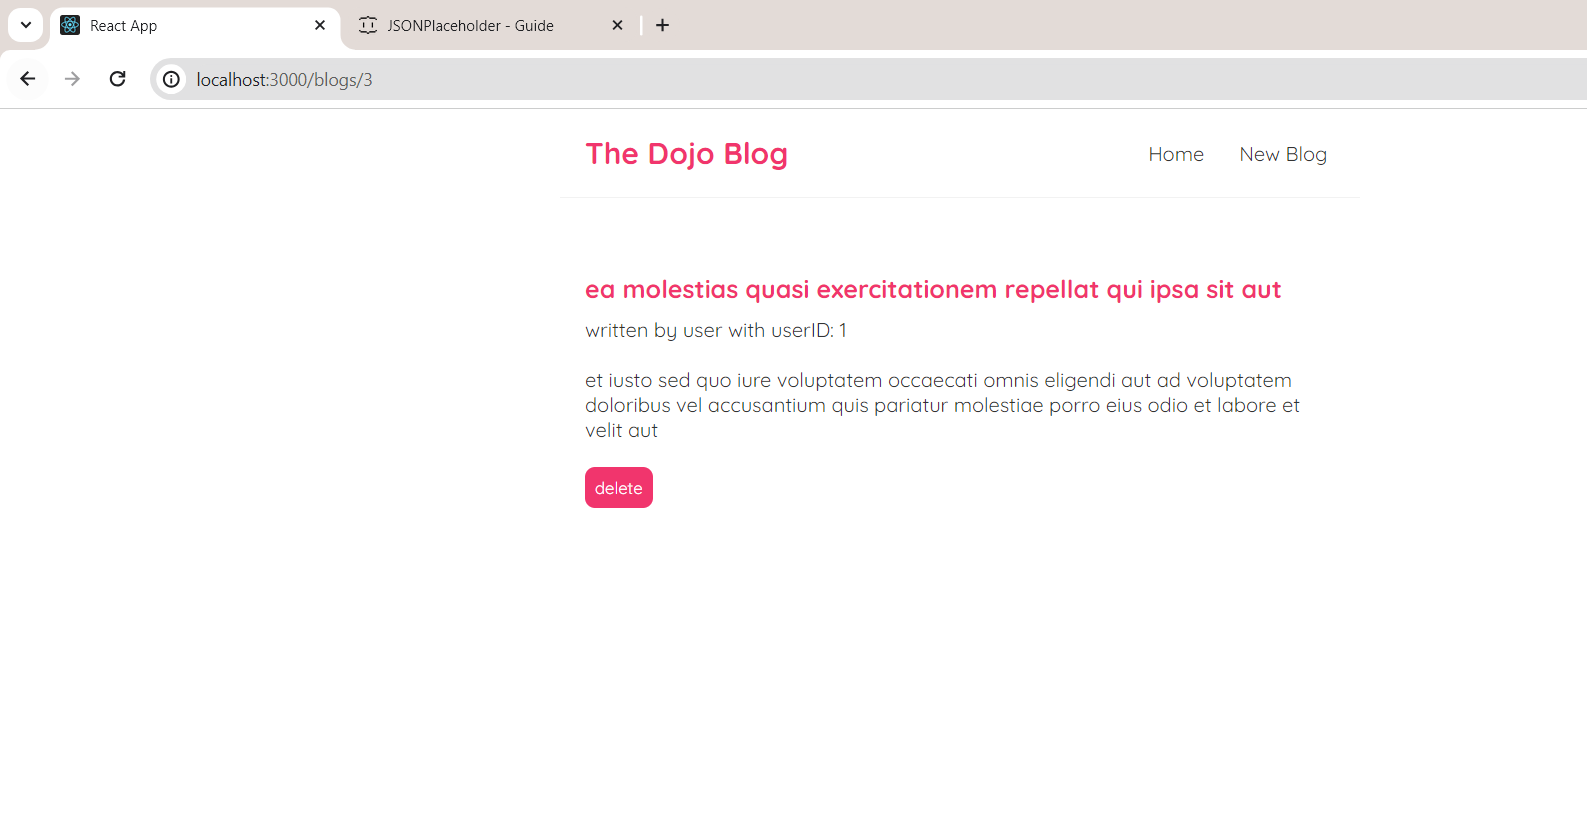 React App
JSONPlaceholder - Guide
localhost:3000/blogs/3
The Dojo Blog
Home
New Blog
ea molestias quasi exercitationem repellat qui ipsa sit aut
written by user with userID: 1
et iusto sed quo iure voluptatem occaecati omnis eligendi aut ad voluptatem
doloribus vel accusantium quis pariatur molestiae porro eius odio et labore et
velit aut
delete